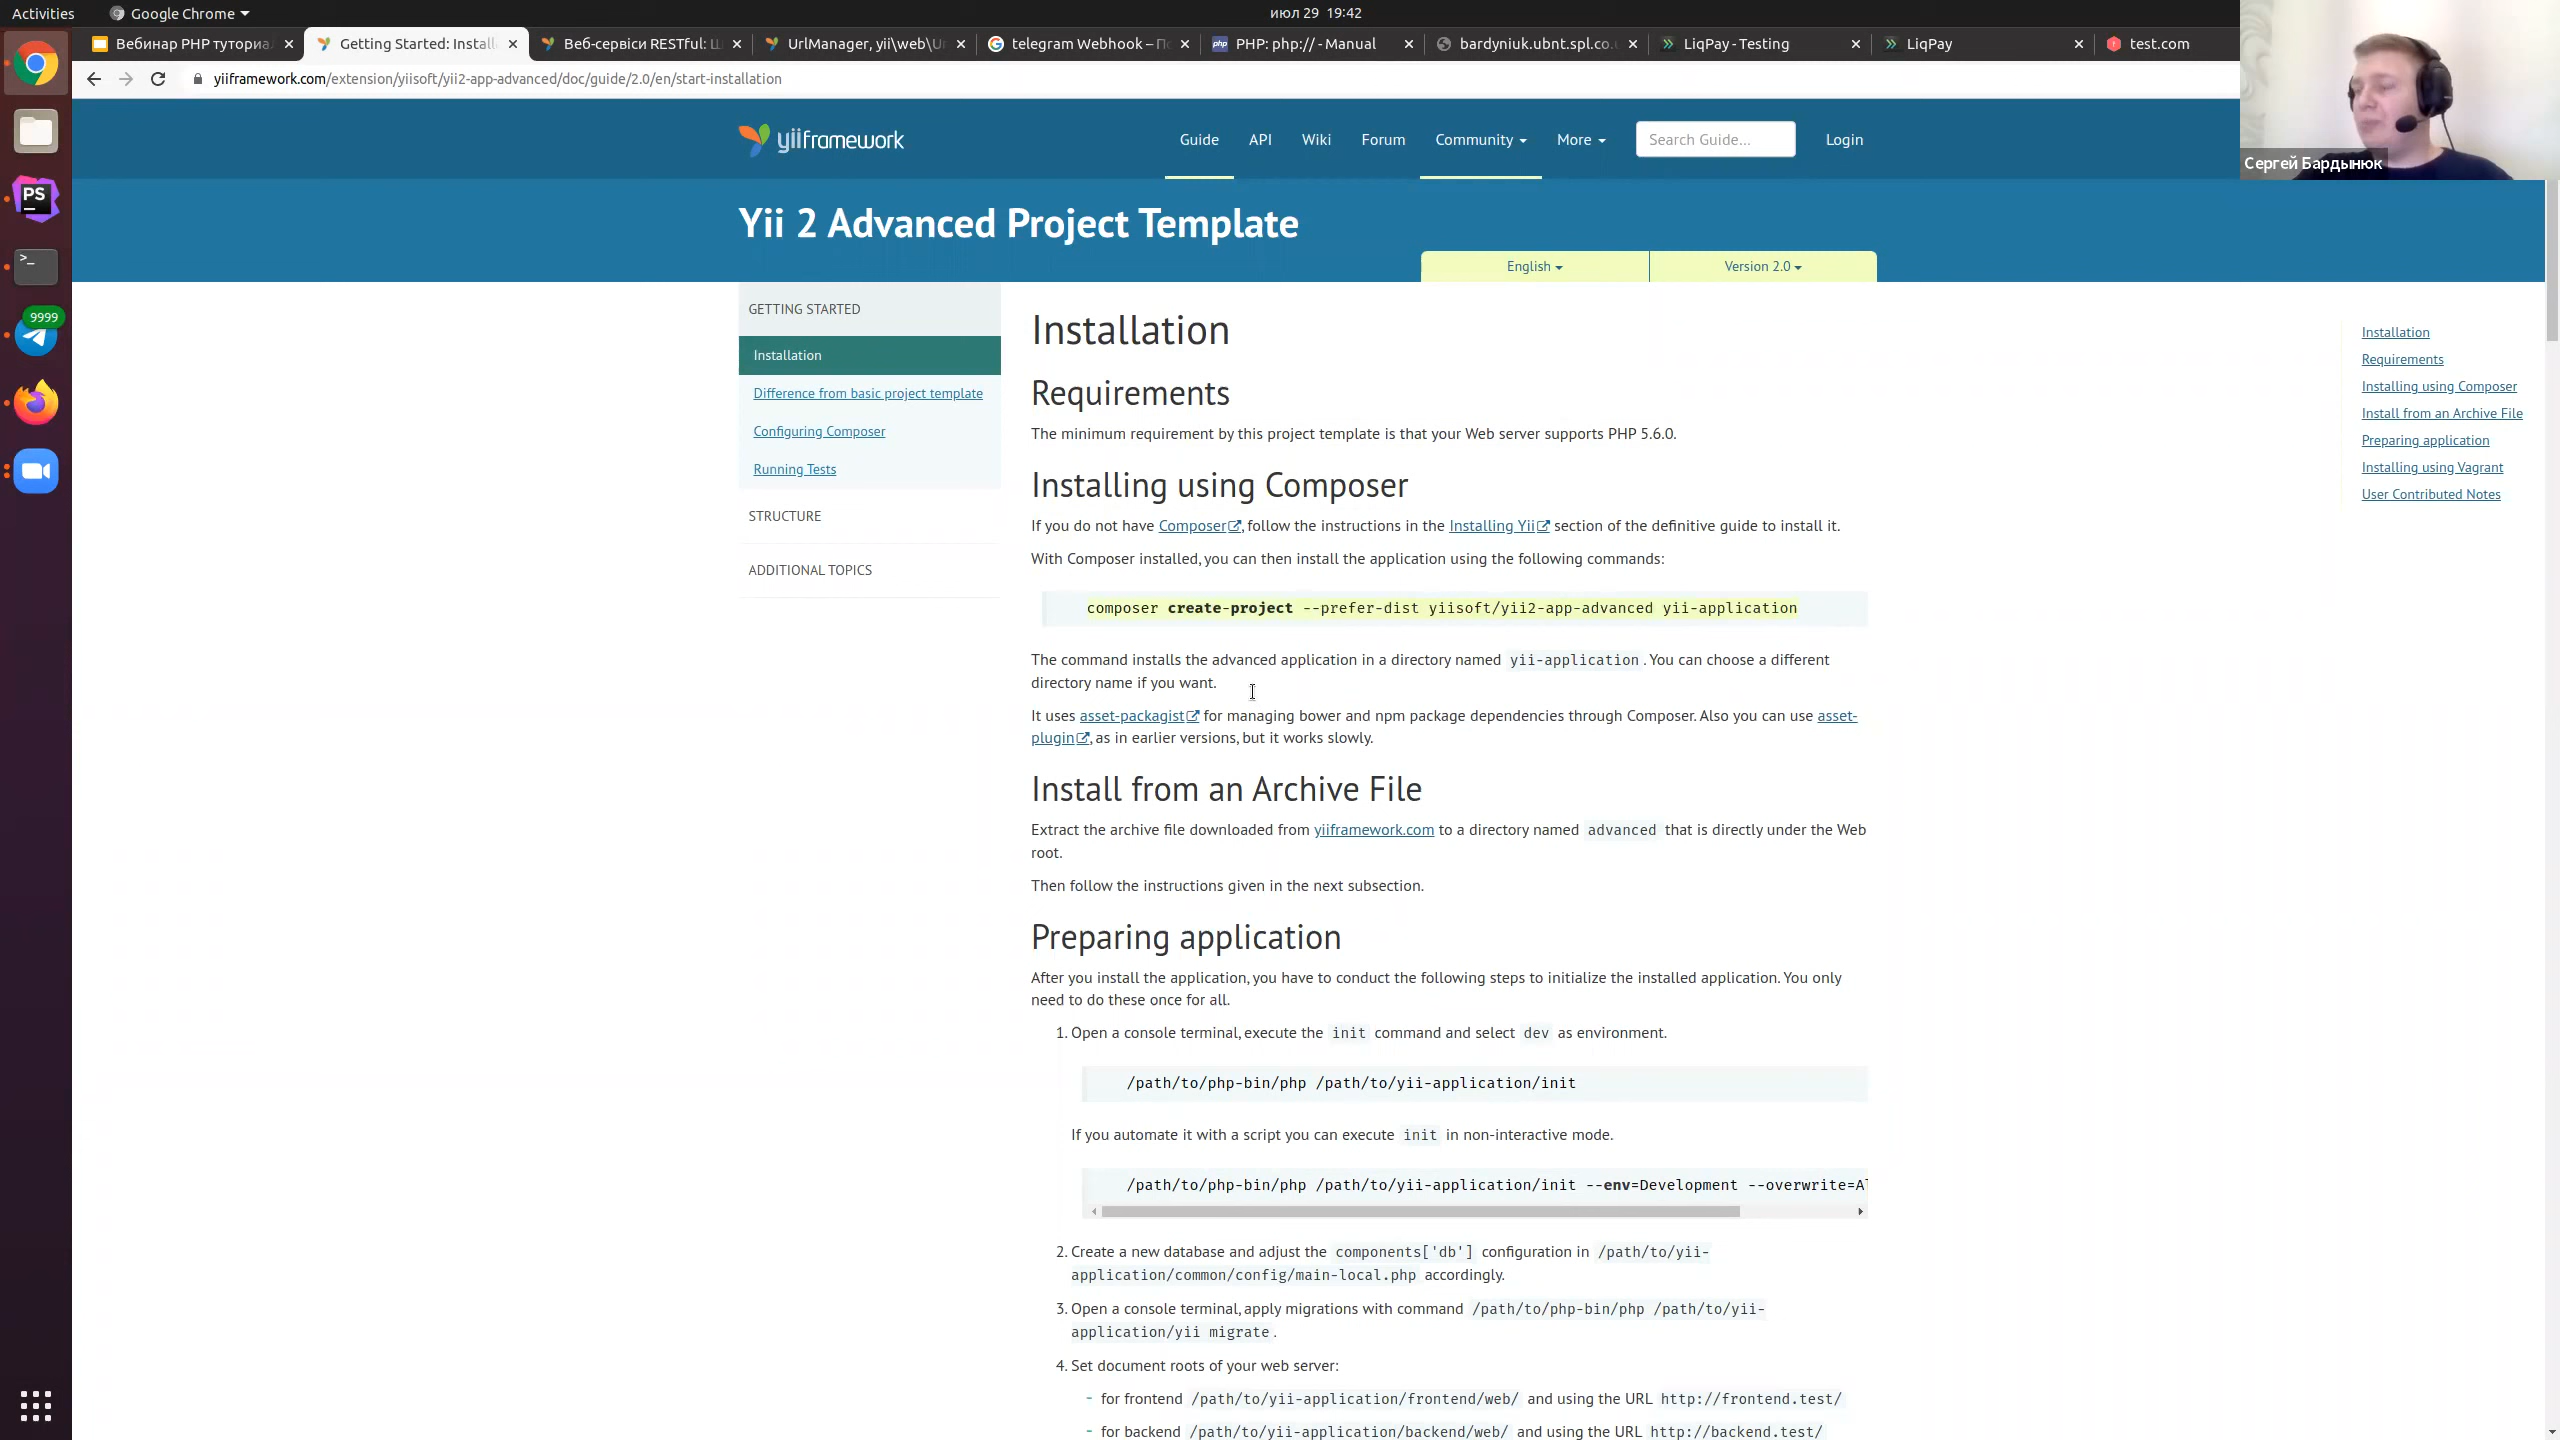 Activities
Google Chrome
июл 29 19:42
Вебинар PHP туториа
Getting Started: Install
Веб-сервіси RESTful: Ш
UrlManager, yii\web\U
telegram Webhook – П
PHP: php:// - Manual
bardyniuk.ubnt.spl.co.
LiqPay - Testing
LiqPay
test.com
yiiframework.com/extension/yiisoft/yii2-app-advanced/doc/guide/2.0/en/start-installation
Сергей Бардынюк
PS
9999
yiiframework
Guide
API
Wiki
Forum
Community
More
Search Guide...
Login
Yii 2 Advanced Project Template
English
Version 2.0
GETTING STARTED
Installation
Difference from basic project template
Configuring Composer
Running Tests
STRUCTURE
ADDITIONAL TOPICS
Installation
Requirements
The minimum requirement by this project template is that your Web server supports PHP 5.6.0.
Installing using Composer
If you do not have Composer, follow the instructions in the Installing Yii section of the definitive guide to install it.
With Composer installed, you can then install the application using the following commands:
composer create-project --prefer-dist yiisoft/yii2-app-advanced yii-application
The command installs the advanced application in a directory named yii-application. You can choose a different
directory name if you want.
It uses asset-packagist for managing bower and npm package dependencies through Composer. Also you can use asset-
plugin, as in earlier versions, but it works slowly.
Install from an Archive File
Extract the archive file downloaded from yiiframework.com to a directory named advanced that is directly under the Web
root.
Then follow the instructions given in the next subsection.
Preparing application
After you install the application, you have to conduct the following steps to initialize the installed application. You only
need to do these once for all.
1. Open a console terminal, execute the init command and select dev as environment.
/path/to/php-bin/php /path/to/yii-application/init
If you automate it with a script you can execute init in non-interactive mode.
/path/to/php-bin/php /path/to/yii-application/init --env=Development --overwrite=Al
2. Create a new database and adjust the components['db'] configuration in /path/to/yii-
application/common/config/main-local.php accordingly.
3. Open a console terminal, apply migrations with command /path/to/php-bin/php /path/to/yii-
application/yii migrate.
4. Set document roots of your web server:
- for frontend /path/to/yii-application/frontend/web/ and using the URL http://frontend.test/
- for backend /path/to/yii-application/backend/web/ and using the URL http://backend.test/
Installation
Requirements
Installing using Composer
Install from an Archive File
Preparing application
Installing using Vagrant
User Contributed Notes